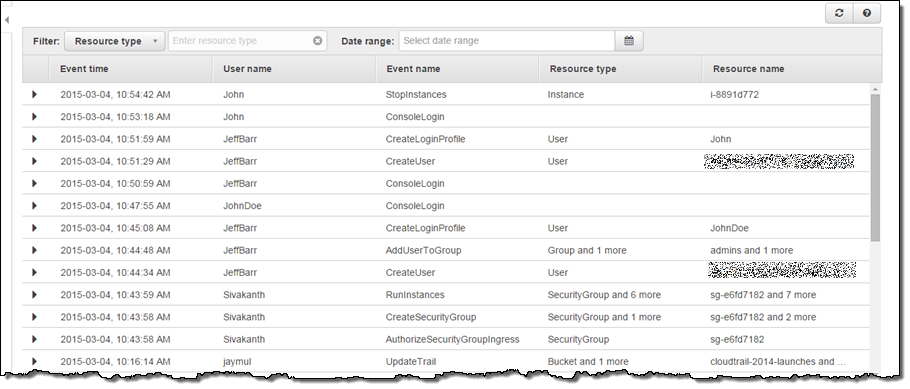 Filter: Resource type Enter resource type Date range: Select date range
Event time User name Event name Resource type Resource name
2015-03-04, 10:54:42 AM John StopInstances Instance i-8891d772
2015-03-04, 10:53:18 AM John ConsoleLogin
2015-03-04, 10:51:59 AM JeffBarr CreateLoginProfile User John
2015-03-04, 10:51:29 AM JeffBarr CreateUser User
2015-03-04, 10:50:59 AM JeffBarr ConsoleLogin
2015-03-04, 10:47:55 AM JohnDoe ConsoleLogin
2015-03-04, 10:45:08 AM JeffBarr CreateLoginProfile User JohnDoe
2015-03-04, 10:44:48 AM JeffBarr AddUserToGroup Group and 1 more admins and 1 more
2015-03-04, 10:44:34 AM JeffBarr CreateUser User
2015-03-04, 10:43:59 AM Sivakanth RunInstances SecurityGroup and 6 more sg-e6fd7182 and 7 more
2015-03-04, 10:43:58 AM Sivakanth CreateSecurityGroup SecurityGroup and 1 more sg-e6fd7182 and 2 more
2015-03-04, 10:43:58 AM Sivakanth AuthorizeSecurityGroupIngress SecurityGroup sg-e6fd7182
2015-03-04, 10:16:14 AM jaymul UpdateTrail Bucket and 1 more cloudtrail-2014-launches and ...